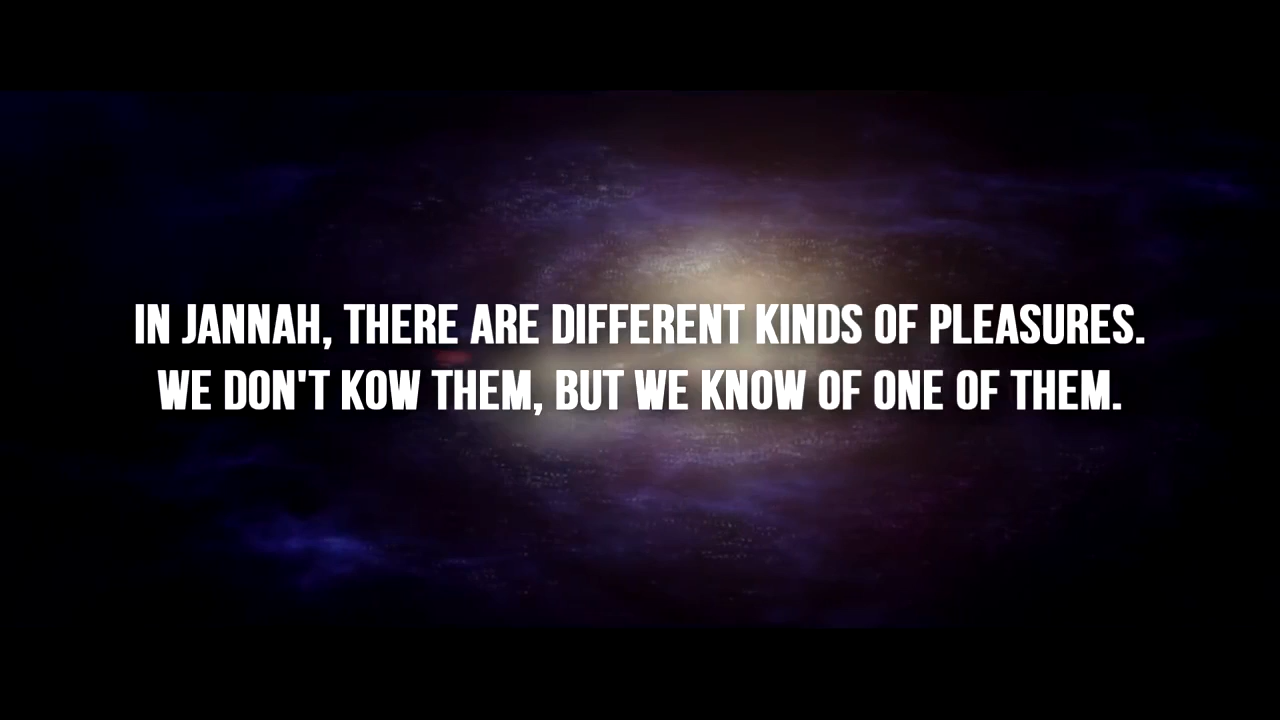 IN JANNAH, THERE ARE DIFFERENT KINDS OF PLEASURES.
WE DON'T KOW THEM, BUT WE KNOW OF ONE OF THEM.